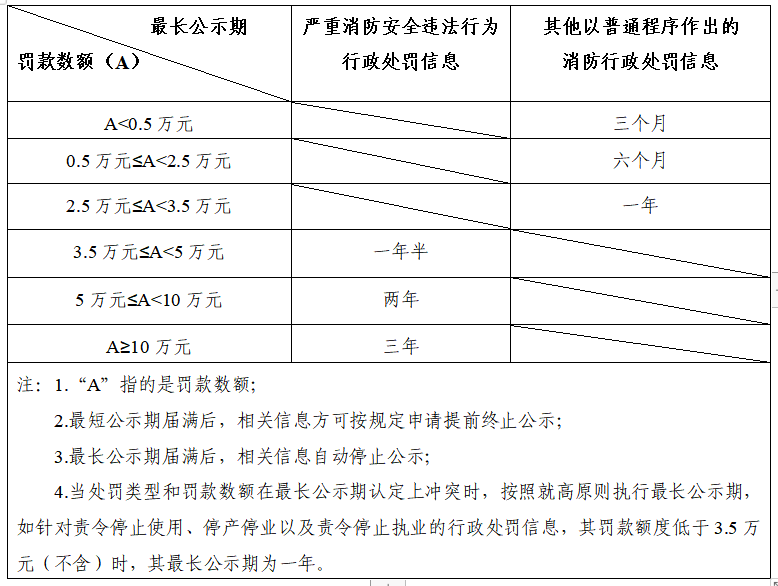 最长公示期
罚款数额（A）
严重消防安全违法行为
行政处罚信息
其他以普通程序作出的
消防行政处罚信息
A<0.5 万元
三个月
0.5 万元≤A<2.5 万元
六个月
2.5 万元≤A<3.5 万元
一年
3.5 万元≤A<5 万元
一年半
5 万元≤A<10 万元
两年
A≥10 万元
三年
注：1.“A”指的是罚款数额；
2.最短公示期届满后，相关信息方可按规定申请提前终止公示；
3.最长公示期届满后，相关信息自动停止公示；
4.当处罚类型和罚款数额在最长公示期认定上冲突时，按照就高原则执行最长公示期，
如针对责令停止使用、停产停业以及责令停止执业的行政处罚信息，其罚款额度低于 3.5 万
元（不含）时，其最长公示期为一年。